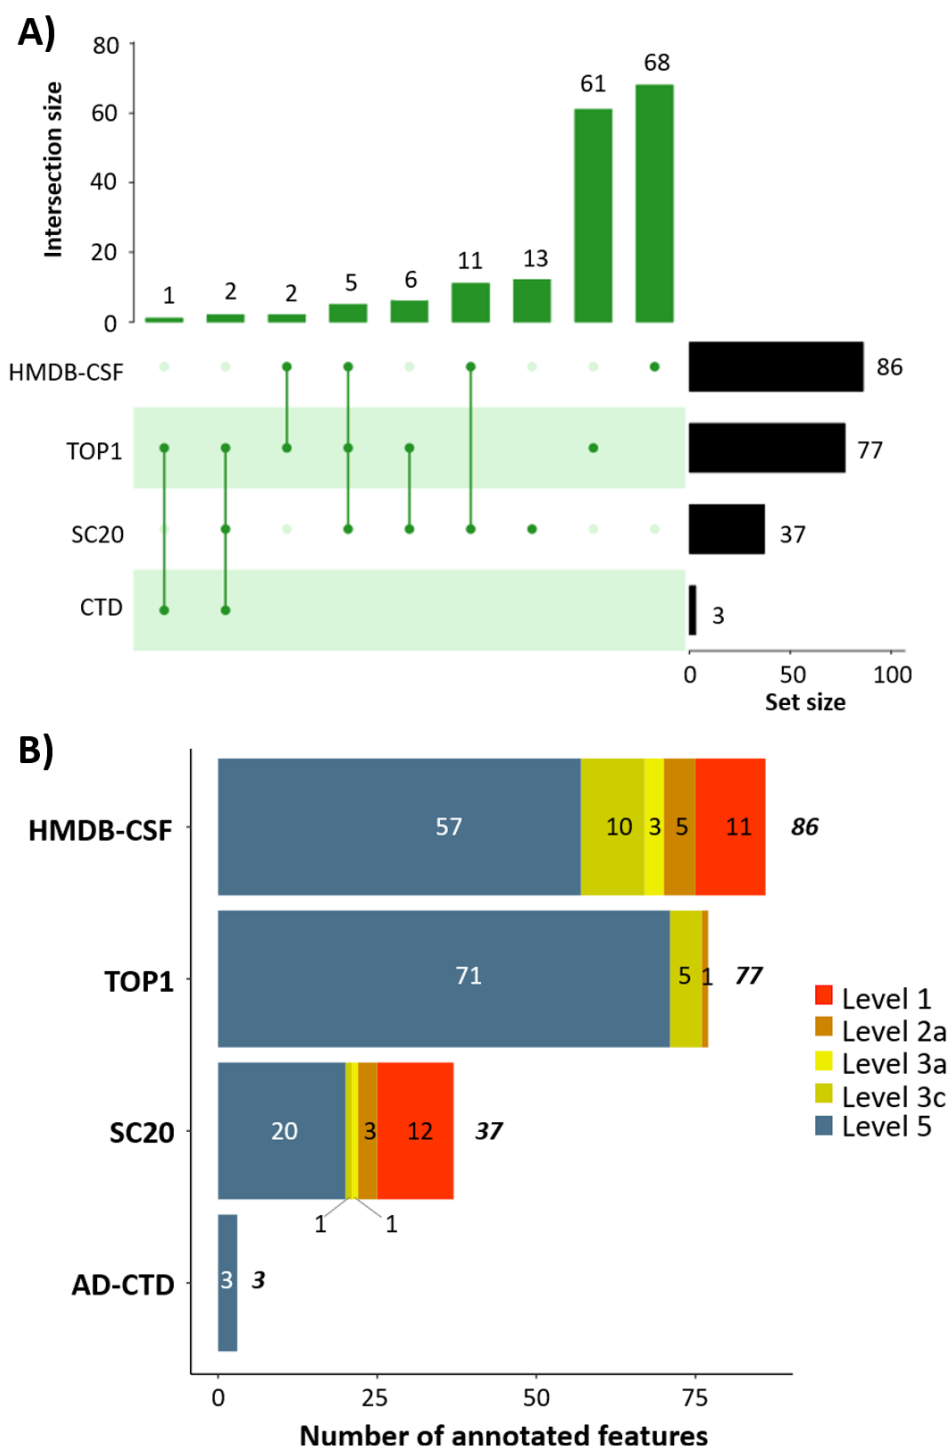 A)
Intersection size
80
60
40
20
0
1
2
2
5
6
11
13
61
68
HMDB-CSF
86
TOP1
77
SC20
37
CTD
3
0 50 100
Set size
B)
HMDB-CSF
57 10 3 5 11 86
TOP1
71 5 1 77
SC20
20 3 12 37
1 1
AD-CTD
3 3
Level 1
Level 2a
Level 3a
Level 3c
Level 5
0 25 50 75
Number of annotated features